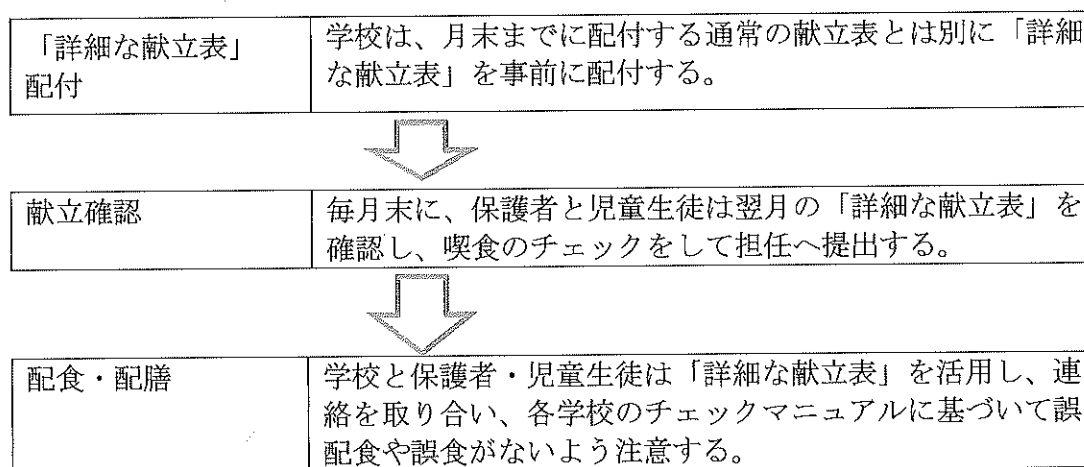 「詳細な献立表」
配付
学校は、月末までに配付する通常の献立表とは別に「詳細
な献立表」を事前に配付する。
献立確認
毎月末に、保護者と児童生徒は翌月の「詳細な献立表」を
確認し、喫食のチェックをして担任へ提出する。
配食・配膳
学校と保護者・児童生徒は「詳細な献立表」を活用し、連
絡を取り合い、各学校のチェックマニュアルに基づいて誤
配食や誤食がないよう注意する。